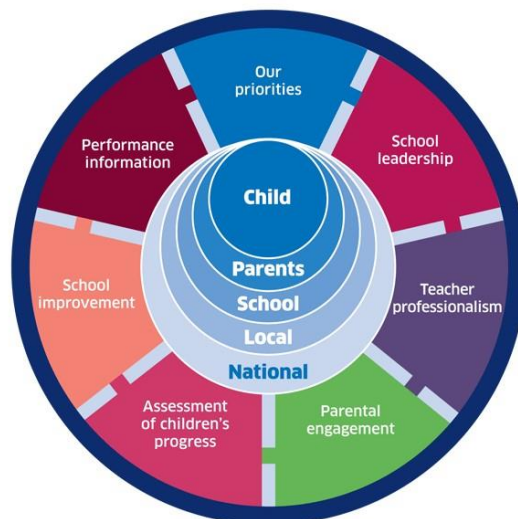 Our
priorities
School
leadership
Teacher
professionalism
Parental
engagement
Assessment
of children's
progress
School
improvement
Performance
information
Child
Parents
School
Local
National